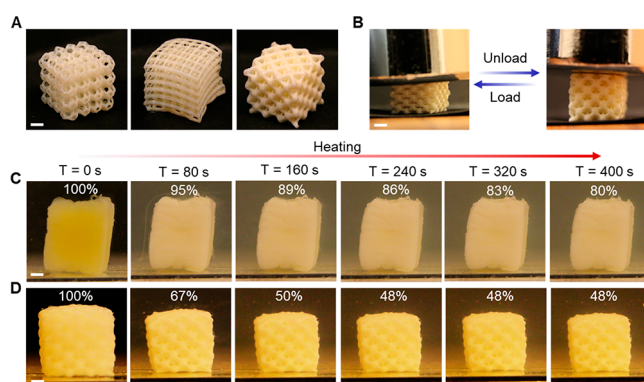 A
B
Unload
Load
Heating
T = 0 s T = 80 s T = 160 s T = 240 s T = 320 s T = 400 s
C
100% 95% 89% 86% 83% 80%
D
100% 67% 50% 48% 48% 48%